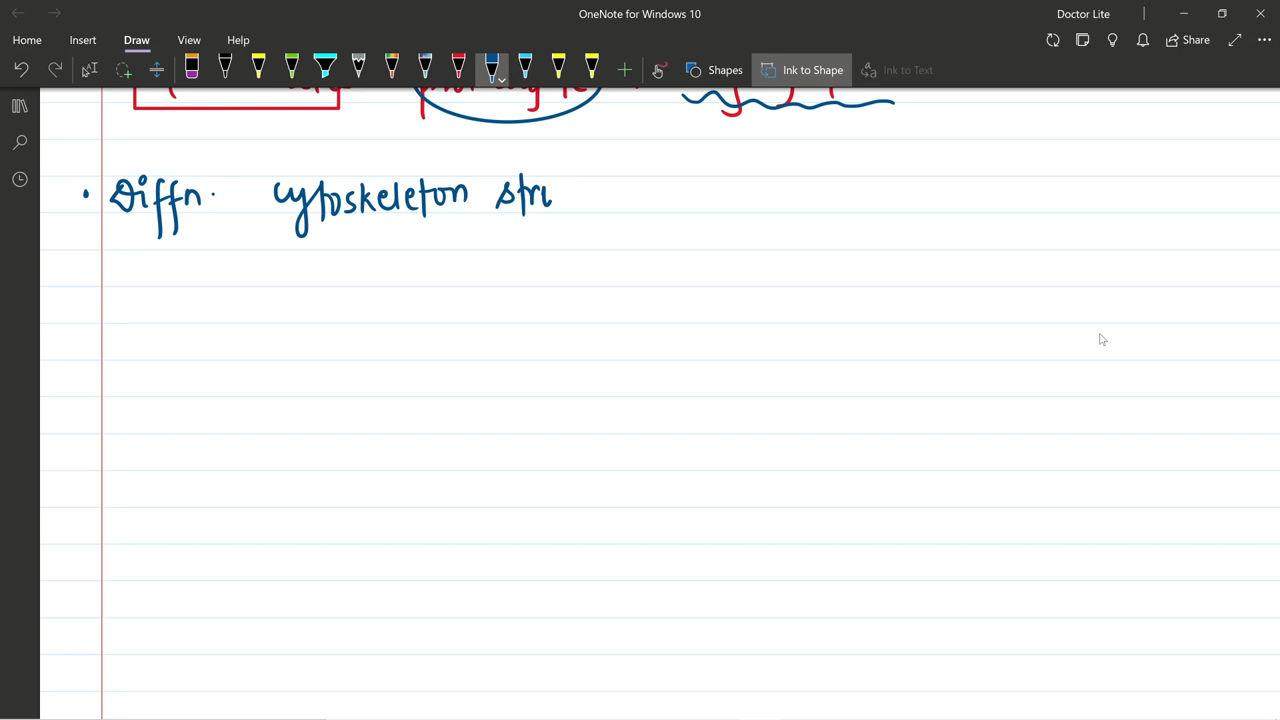 OneNote for Windows 10
Doctor Lite
Home Insert Draw View Help
Share
Shapes Ink to Shape Ink to Text
• Diffn. cytoskeleton stru